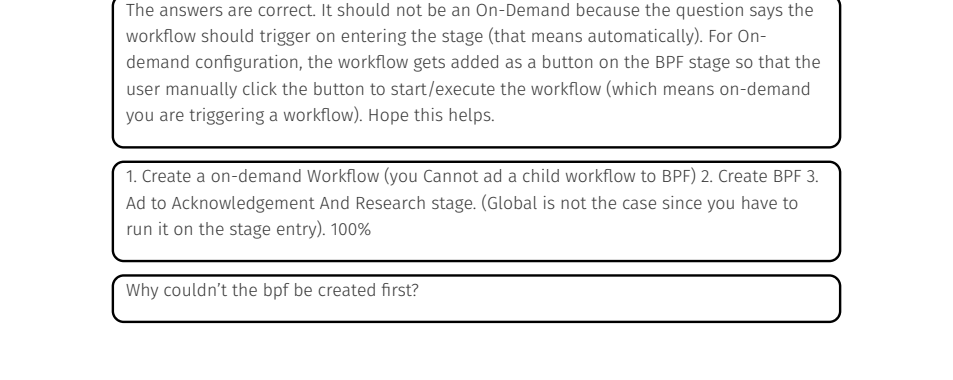 The answers are correct. It should not be an On-Demand because the question says the
workflow should trigger on entering the stage (that means automatically). For On-
demand configuration, the workflow gets added as a button on the BPF stage so that the
user manually click the button to start/execute the workflow (which means on-demand
you are triggering a workflow). Hope this helps.
1. Create a on-demand Workflow (you Cannot ad a child workflow to BPF) 2. Create BPF 3.
Ad to Acknowledgement And Research stage. (Global is not the case since you have to
run it on the stage entry). 100%
Why couldn’t the bpf be created first?